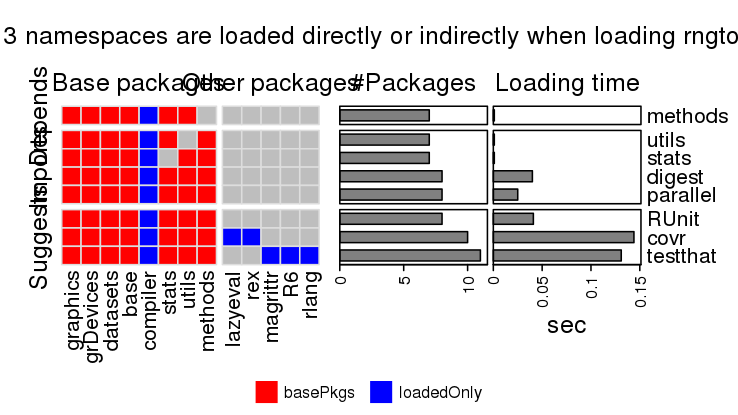 3 namespaces are loaded directly or indirectly when loading rngto
Base packages
Other packages
#Packages
Loading time
Depends
Imports
Suggests
methods
utils
stats
digest
parallel
RUnit
covr
testthat
graphics
grDevices
datasets
base
compiler
stats
utils
methods
lazyeval
rex
magrittr
R6
rlang
0
5
10
0
0.05
0.1
0.15
sec
basePkgs
loadedOnly